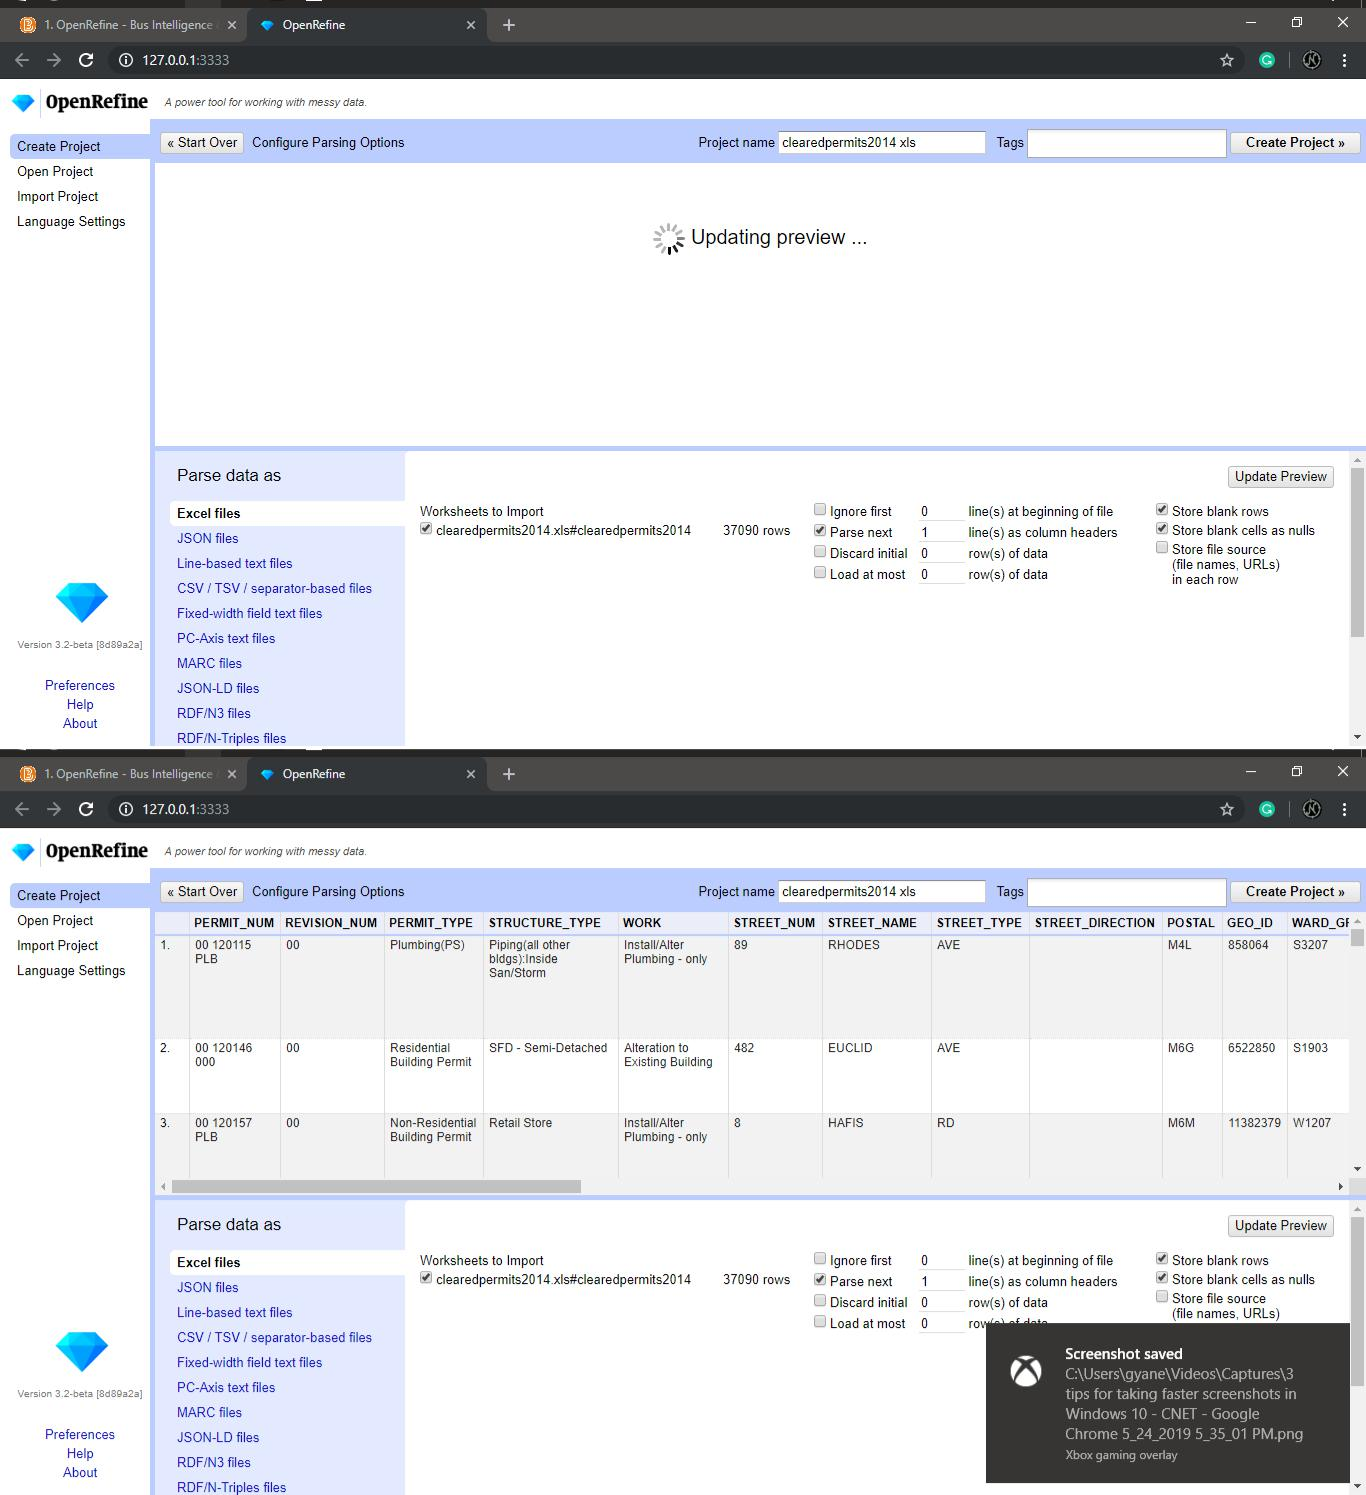 1. OpenRefine - Bus Intelligence
OpenRefine
127.0.0.1:3333
OpenRefine A power tool for working with messy data.
Create Project
Open Project
Import Project
Language Settings
« Start Over Configure Parsing Options Project name clearedpermits2014 xls Tags Create Project »
Updating preview ...
Parse data as
Excel files
JSON files
Line-based text files
CSV / TSV / separator-based files
Fixed-width field text files
PC-Axis text files
MARC files
JSON-LD files
RDF/N3 files
RDF/N-Triples files
Update Preview
Worksheets to Import
clearedpermits2014.xls#clearedpermits2014 37090 rows
Ignore first 0 line(s) at beginning of file
Parse next 1 line(s) as column headers
Discard initial 0 row(s) of data
Load at most 0 row(s) of data
Store blank rows
Store blank cells as nulls
Store file source
(file names, URLs)
in each row
Version 3.2-beta [8d89a2a]
Preferences
Help
About
1. OpenRefine - Bus Intelligence
OpenRefine
127.0.0.1:3333
OpenRefine A power tool for working with messy data.
Create Project
Open Project
Import Project
Language Settings
« Start Over Configure Parsing Options Project name clearedpermits2014 xls Tags Create Project »
PERMIT_NUM REVISION_NUM PERMIT_TYPE STRUCTURE_TYPE WORK STREET_NUM STREET_NAME STREET_TYPE STREET_DIRECTION POSTAL GEO_ID WARD_GR
1. 00 120115 00 Plumbing(PS) Piping(all other Install/Alter 89 RHODES AVE M4L 858064 S3207
PLB bldgs):Inside Plumbing - only
San/Storm
2. 00 120146 00 Residential SFD - Semi-Detached Alteration to 482 EUCLID AVE M6G 6522850 S1903
000 Building Permit Existing Building
3. 00 120157 00 Non-Residential Retail Store Install/Alter 8 HAFIS RD M6M 11382379 W1207
PLB Building Permit Plumbing - only
Parse data as
Excel files
JSON files
Line-based text files
CSV / TSV / separator-based files
Fixed-width field text files
PC-Axis text files
MARC files
JSON-LD files
RDF/N3 files
RDF/N-Triples files
Update Preview
Worksheets to Import
clearedpermits2014.xls#clearedpermits2014 37090 rows
Ignore first 0 line(s) at beginning of file
Parse next 1 line(s) as column headers
Discard initial 0 row(s) of data
Load at most 0 row(s) of data
Store blank rows
Store blank cells as nulls
Store file source
(file names, URLs)
Version 3.2-beta [8d89a2a]
Preferences
Help
About
Screenshot saved
C:\Users\gyane\Videos\Captures\3
tips for taking faster screenshots in
Windows 10 - CNET - Google
Chrome 5_24_2019 5_35_01 PM.png
Xbox gaming overlay